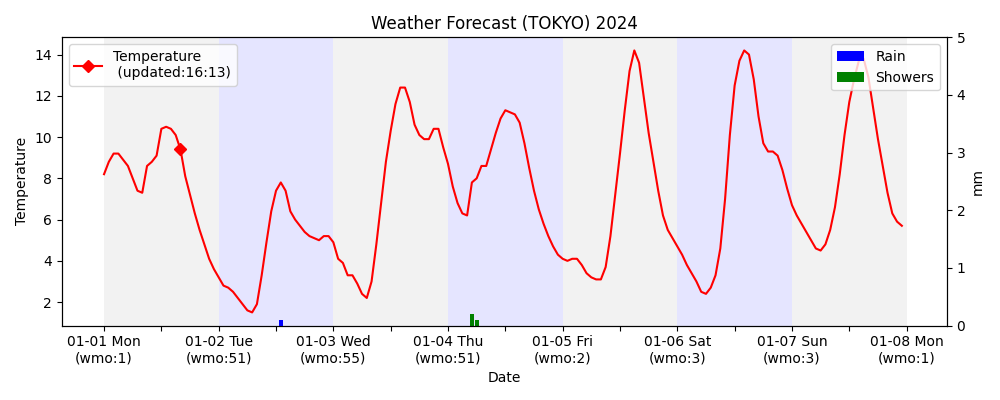 Weather Forecast (TOKYO) 2024
Temperature
(updated:16:13)
Rain
Showers
14
12
10
8
6
4
2
Temperature
5
4
3
2
1
0
mm
01-01 Mon
(wmo:1)
01-02 Tue
(wmo:51)
01-03 Wed
(wmo:55)
01-04 Thu
(wmo:51)
01-05 Fri
(wmo:2)
01-06 Sat
(wmo:3)
01-07 Sun
(wmo:3)
01-08 Mon
(wmo:1)
Date